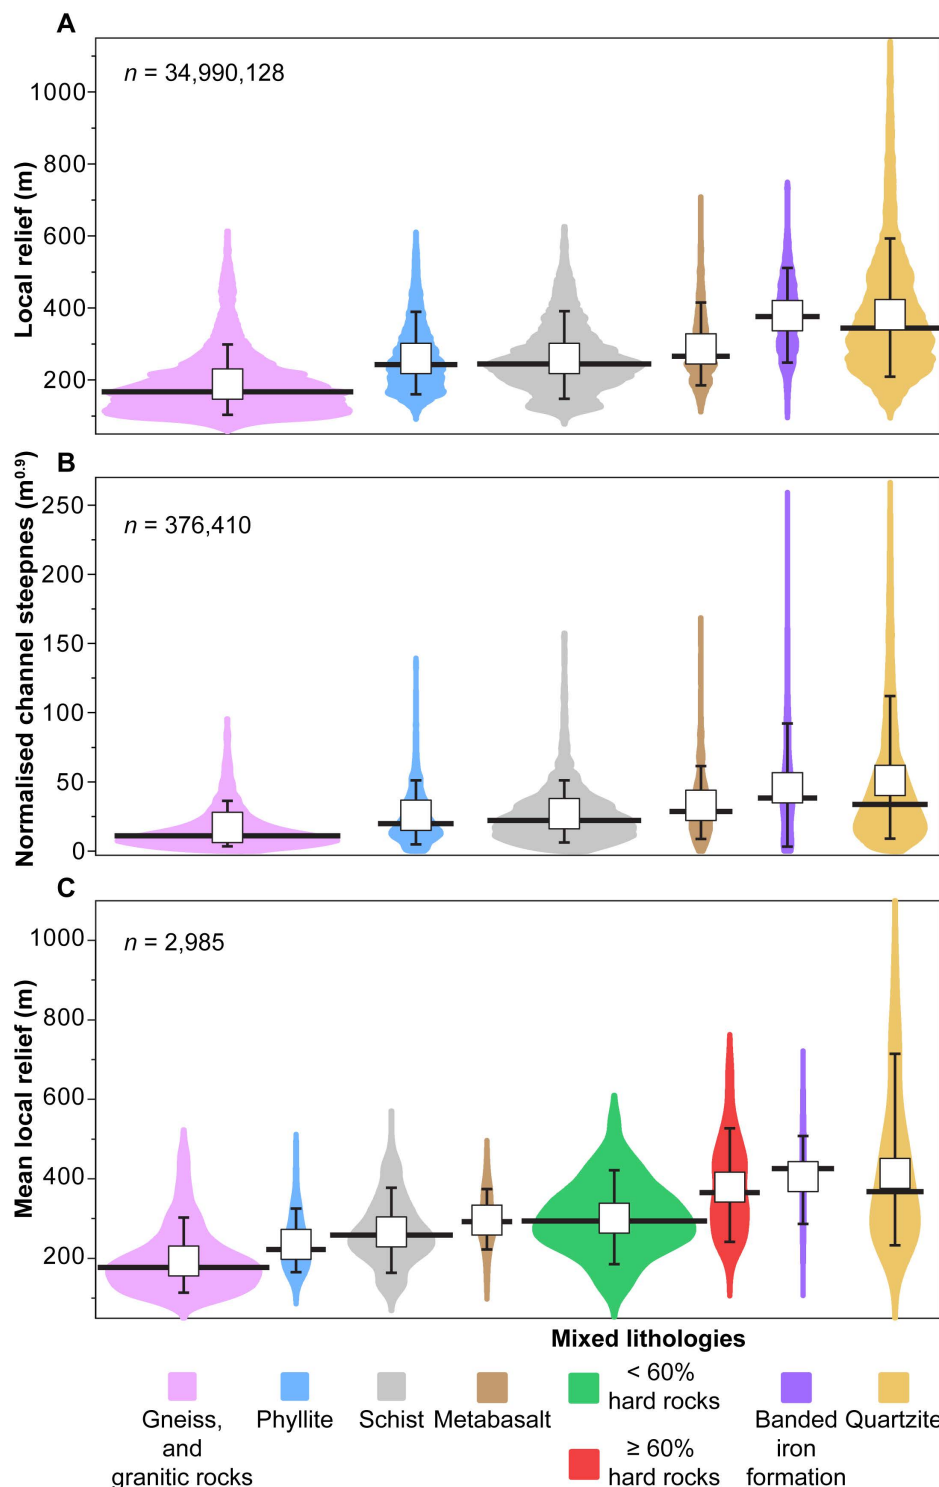 A
n = 34,990,128
Local relief (m)
1000
800
600
400
200
B
n = 376,410
Normalised channel steepnes (m0.9)
250
200
150
100
50
0
C
n = 2,985
Mean local relief (m)
1000
800
600
400
200
Mixed lithologies
Gneiss,
and
granitic rocks
Phyllite
Schist
Metabasalt
< 60%
hard rocks
≥ 60%
hard rocks
Banded
iron
formation
Quartzite